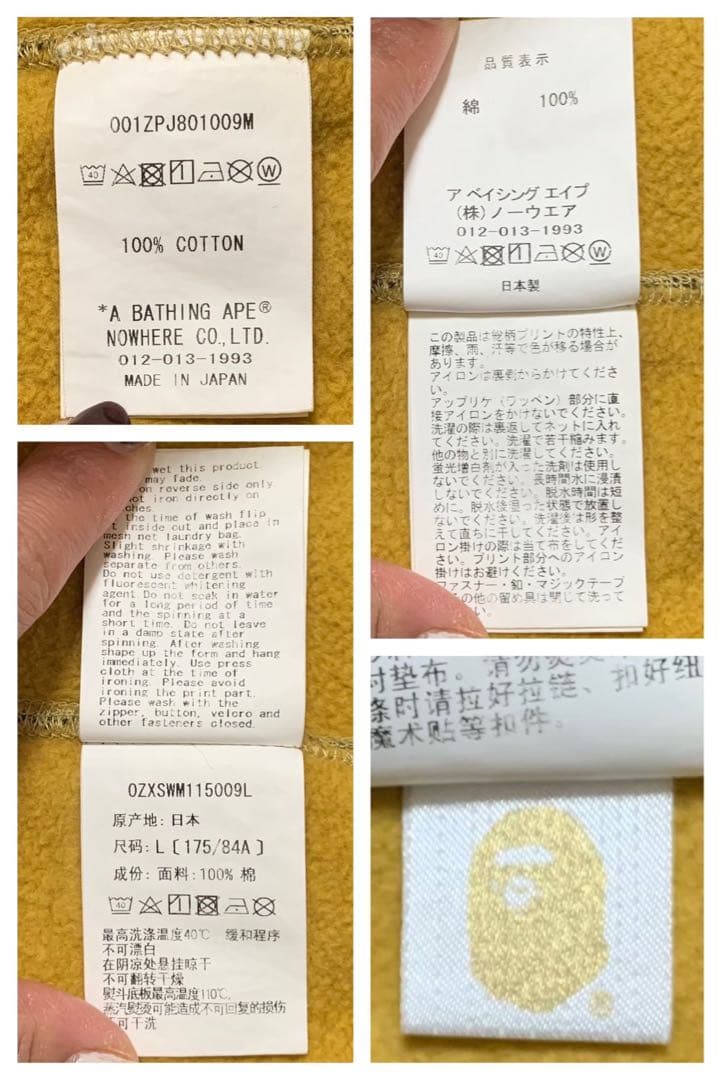 001ZPJ801009M
40
W
100% COTTON
*A BATHING APE®
NOWHERE CO., LTD.
012-013-1993
MADE IN JAPAN
品質表示
綿 100%
ア ベイシング エイプ
(株)ノーウエア
012-013-1993
40
W
日本製
この製品は総柄プリントの特性上、
摩擦、雨、汗等で色が移る場合が
あります。
アイロンは裏側からかけてくださ
い。
アップリケ(ワッペン)部分に直
接アイロンをかけないでください。
洗濯の際は裏返してネットに入れ
てください。洗濯で若干縮みます。
他の物と別に洗濯してください。
蛍光増白剤が入った洗剤は使用し
ないでください。長時間水に浸漬
しないでください。脱水時間は短
めに。脱水後湿った状態で放置し
ないでください。洗濯後は形を整
えて直ちに干してください。アイ
ロン掛けの際は当て布をしてくだ
さい。プリント部分へのアイロン
掛けはお避けください。
ファスナー・釦・マジックテープ
の他の留め具は閉じて洗って
い。
wet this product
may fade.
on reverse side only
not iron directly on
ches.
the time of wash flip
it inside out and place in
mesh net laundry bag.
Slight shrinkage with
washing. Please wash
separate from others.
Do not use detergent with
fluorescent whitening
agent Do not soak in water
for a long period of time
and the spinning at a
short time. Do not leave
in a damp state after
spinning. After washing
shape up the form and hang
immediately. Use press
cloth at the time of
ironing. Please avoid
ironing the print part.
Please wash with the
zipper, button, velcro and
other fasteners closed.
0ZXSWM115009L
原产地: 日本
尺码: L [175/84A]
成份: 面料:100% 棉
40
最高洗涤温度40℃ 缓和程序
不可漂白
在阴凉处悬挂晾干
不可翻转干燥
熨斗底板最高温度110℃,
蒸汽熨烫可能造成不可回复的损伤
不可干洗
时垫布。请勿熨烫
条时请拉好拉链、扣好纽
魔术贴等扣件。
®